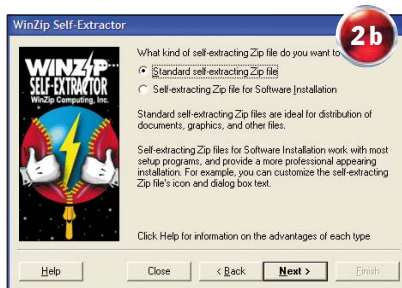 WinZip Self-Extractor
2b
WINZIP
SELF-EXTRACTOR
WinZip Computing, Inc.
What kind of self-extracting Zip file do you want to
Standard self-extracting Zip file
Self-extracting Zip file for Software Installation
Standard self-extracting Zip files are ideal for distribution of
documents, graphics, and other files.
Self-extracting Zip files for Software Installation work with most
setup programs, and provide a more professional appearing
installation. For example, you can customize the self-extracting
Zip file's icon and dialog box text.
Click Help for information on the advantages of each type
Help
Close
< Back
Next >
Finish